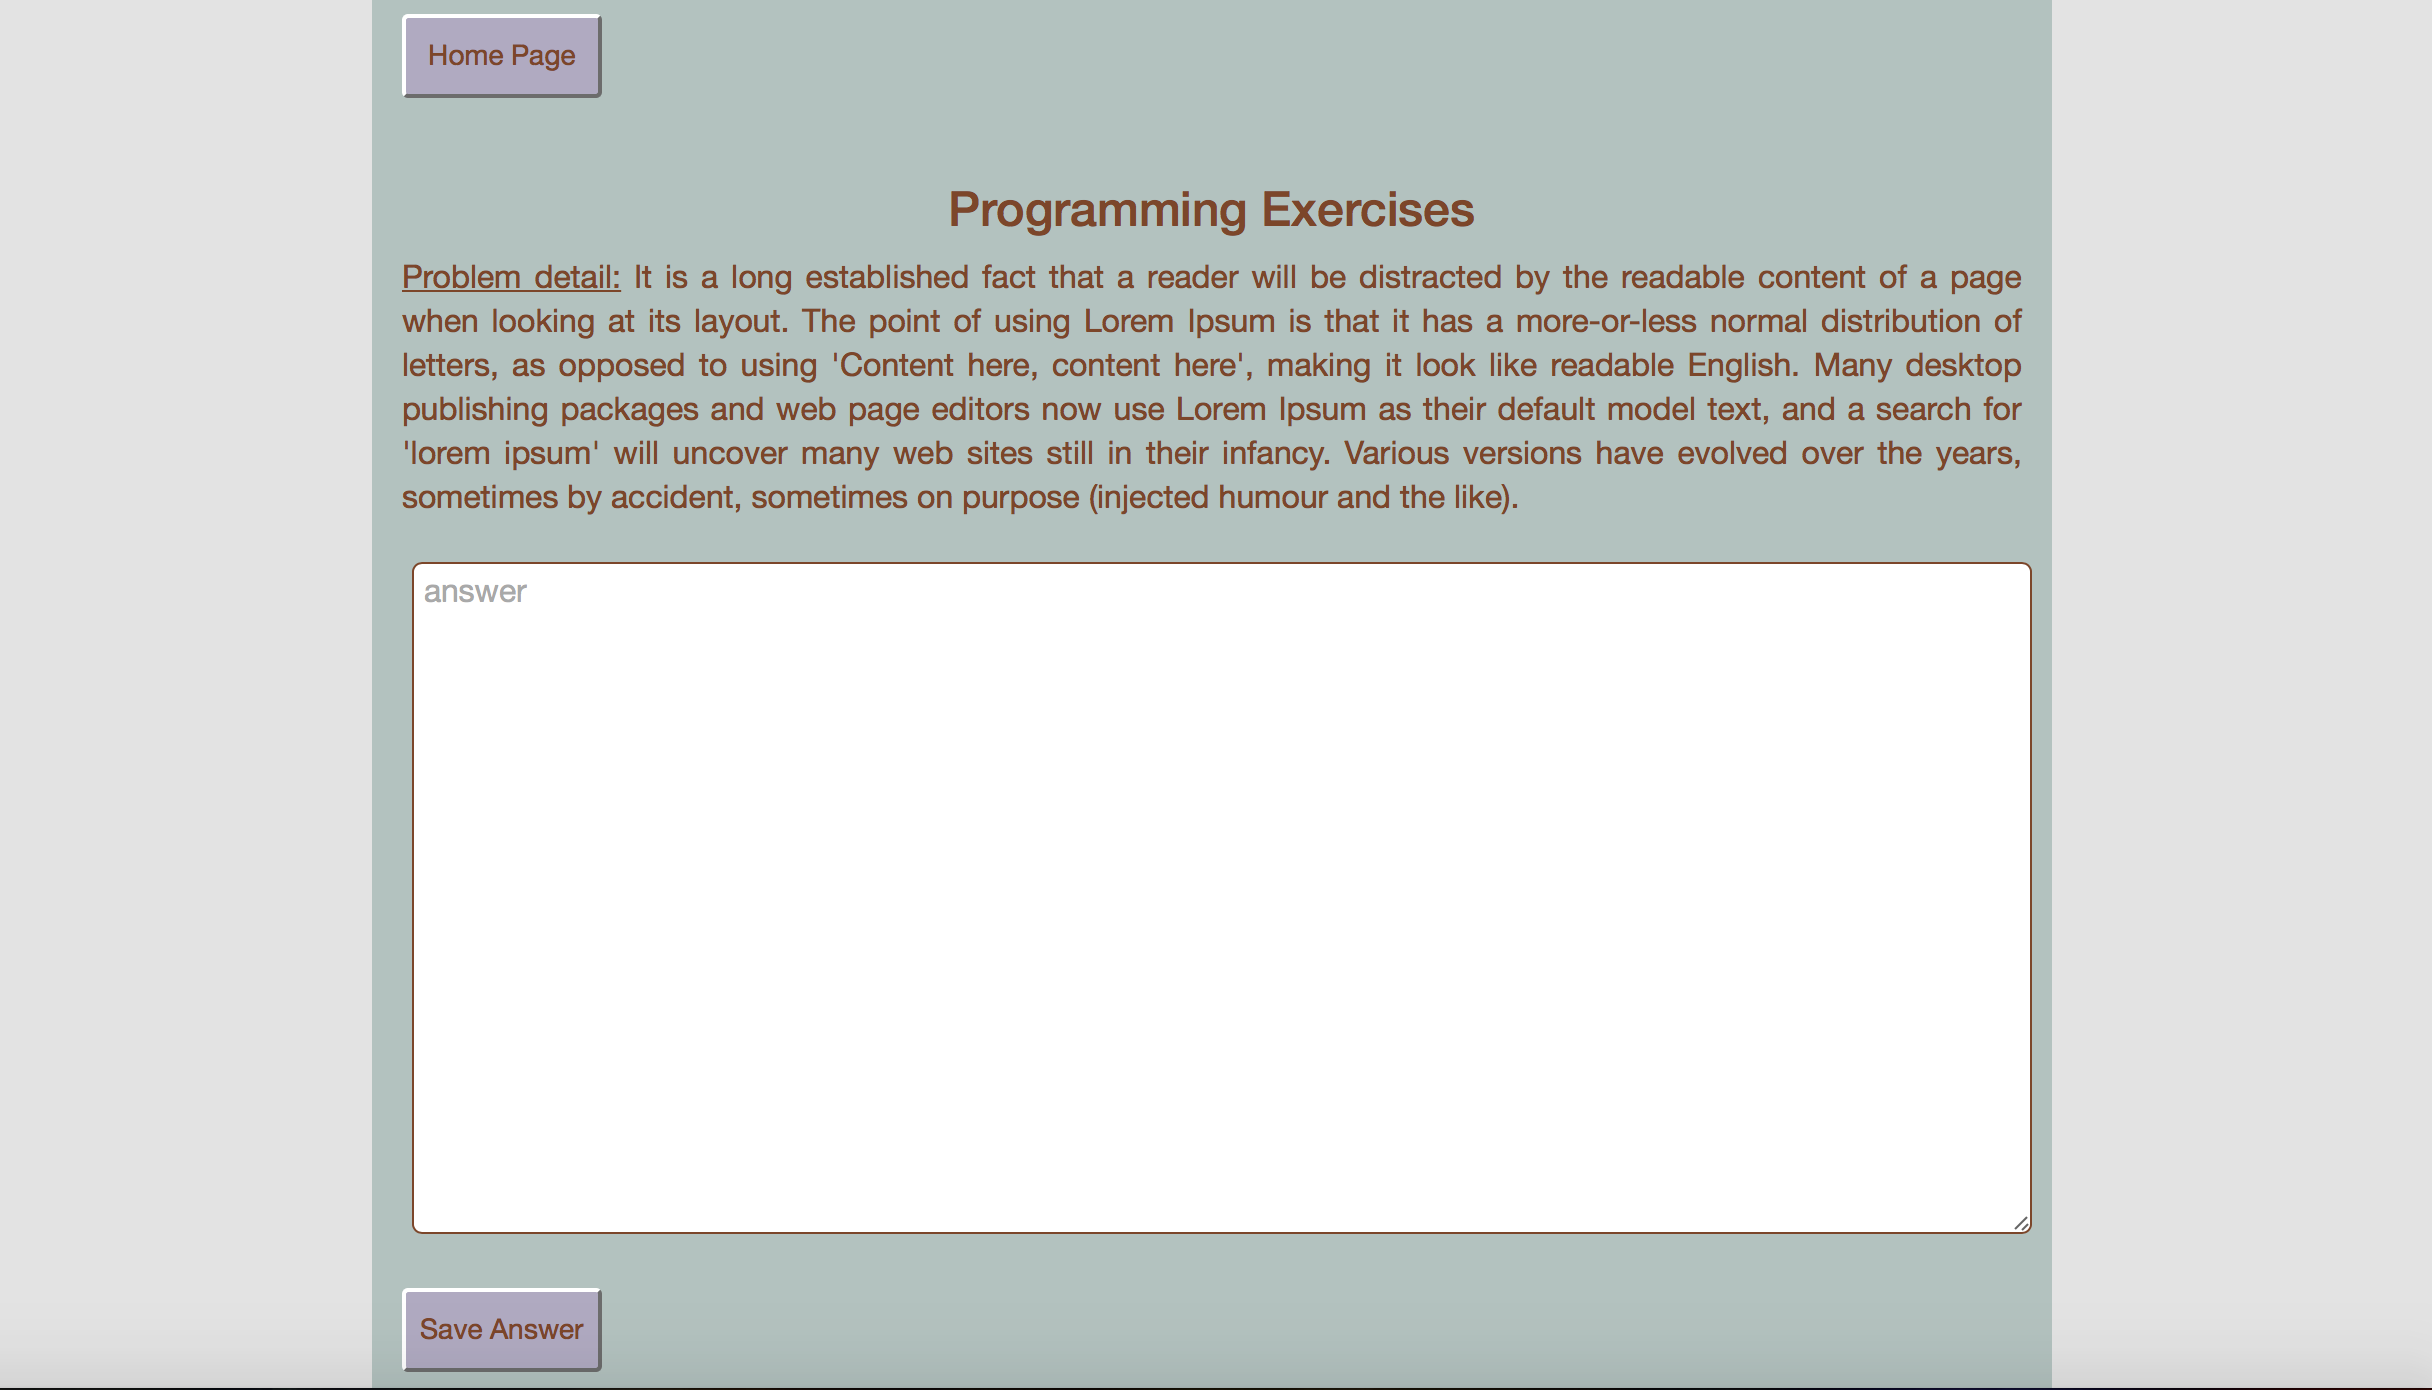 Home Page
Programming Exercises
Problem detail: It is a long established fact that a reader will be distracted by the readable content of a page
when looking at its layout. The point of using Lorem Ipsum is that it has a more-or-less normal distribution of
letters, as opposed to using 'Content here, content here', making it look like readable English. Many desktop
publishing packages and web page editors now use Lorem Ipsum as their default model text, and a search for
'lorem ipsum' will uncover many web sites still in their infancy. Various versions have evolved over the years,
sometimes by accident, sometimes on purpose (injected humour and the like).
answer
Save Answer